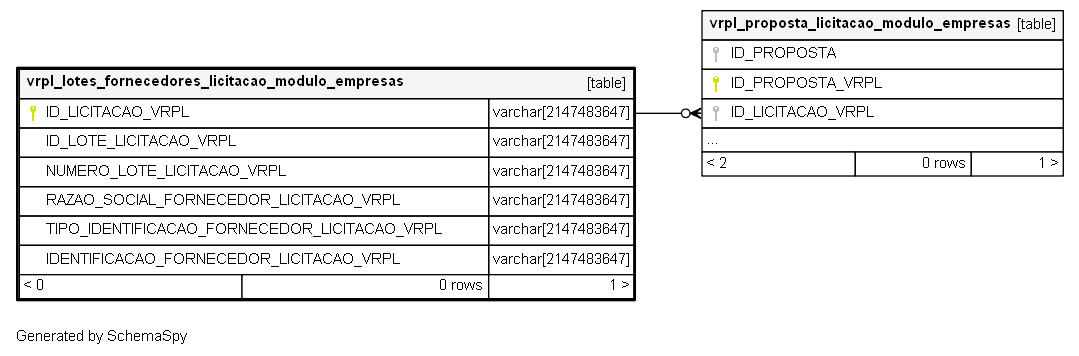 vrpl_proposta_licitacao_modulo_empresas [table]
ID_PROPOSTA
ID_PROPOSTA_VRPL
ID_LICITACAO_VRPL
...
< 2 0 rows 1 >
vrpl_lotes_fornecedores_licitacao_modulo_empresas [table]
ID_LICITACAO_VRPL varchar[2147483647]
ID_LOTE_LICITACAO_VRPL varchar[2147483647]
NUMERO_LOTE_LICITACAO_VRPL varchar[2147483647]
RAZAO_SOCIAL_FORNECEDOR_LICITACAO_VRPL varchar[2147483647]
TIPO_IDENTIFICACAO_FORNECEDOR_LICITACAO_VRPL varchar[2147483647]
IDENTIFICACAO_FORNECEDOR_LICITACAO_VRPL varchar[2147483647]
< 0 0 rows 1 >
Generated by SchemaSpy